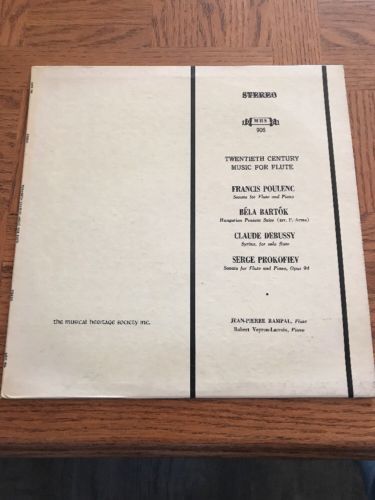 STEREO
MHS
906
TWENTIETH CENTURY
MUSIC FOR FLUTE
FRANCIS POULENC
Sonata for Flute and Piano
BÉLA BARTÓK
Hungarian Peasant Suite (arr. P. Arma)
CLAUDE DEBUSSY
Syrinx, for solo flute
SERGE PROKOFIEV
Sonata for Flute and Piano, Opus 94
JEAN-PIERRE RAMPAL, Flute
Robert Veyron-Lacroix, Piano
the musical heritage society inc.